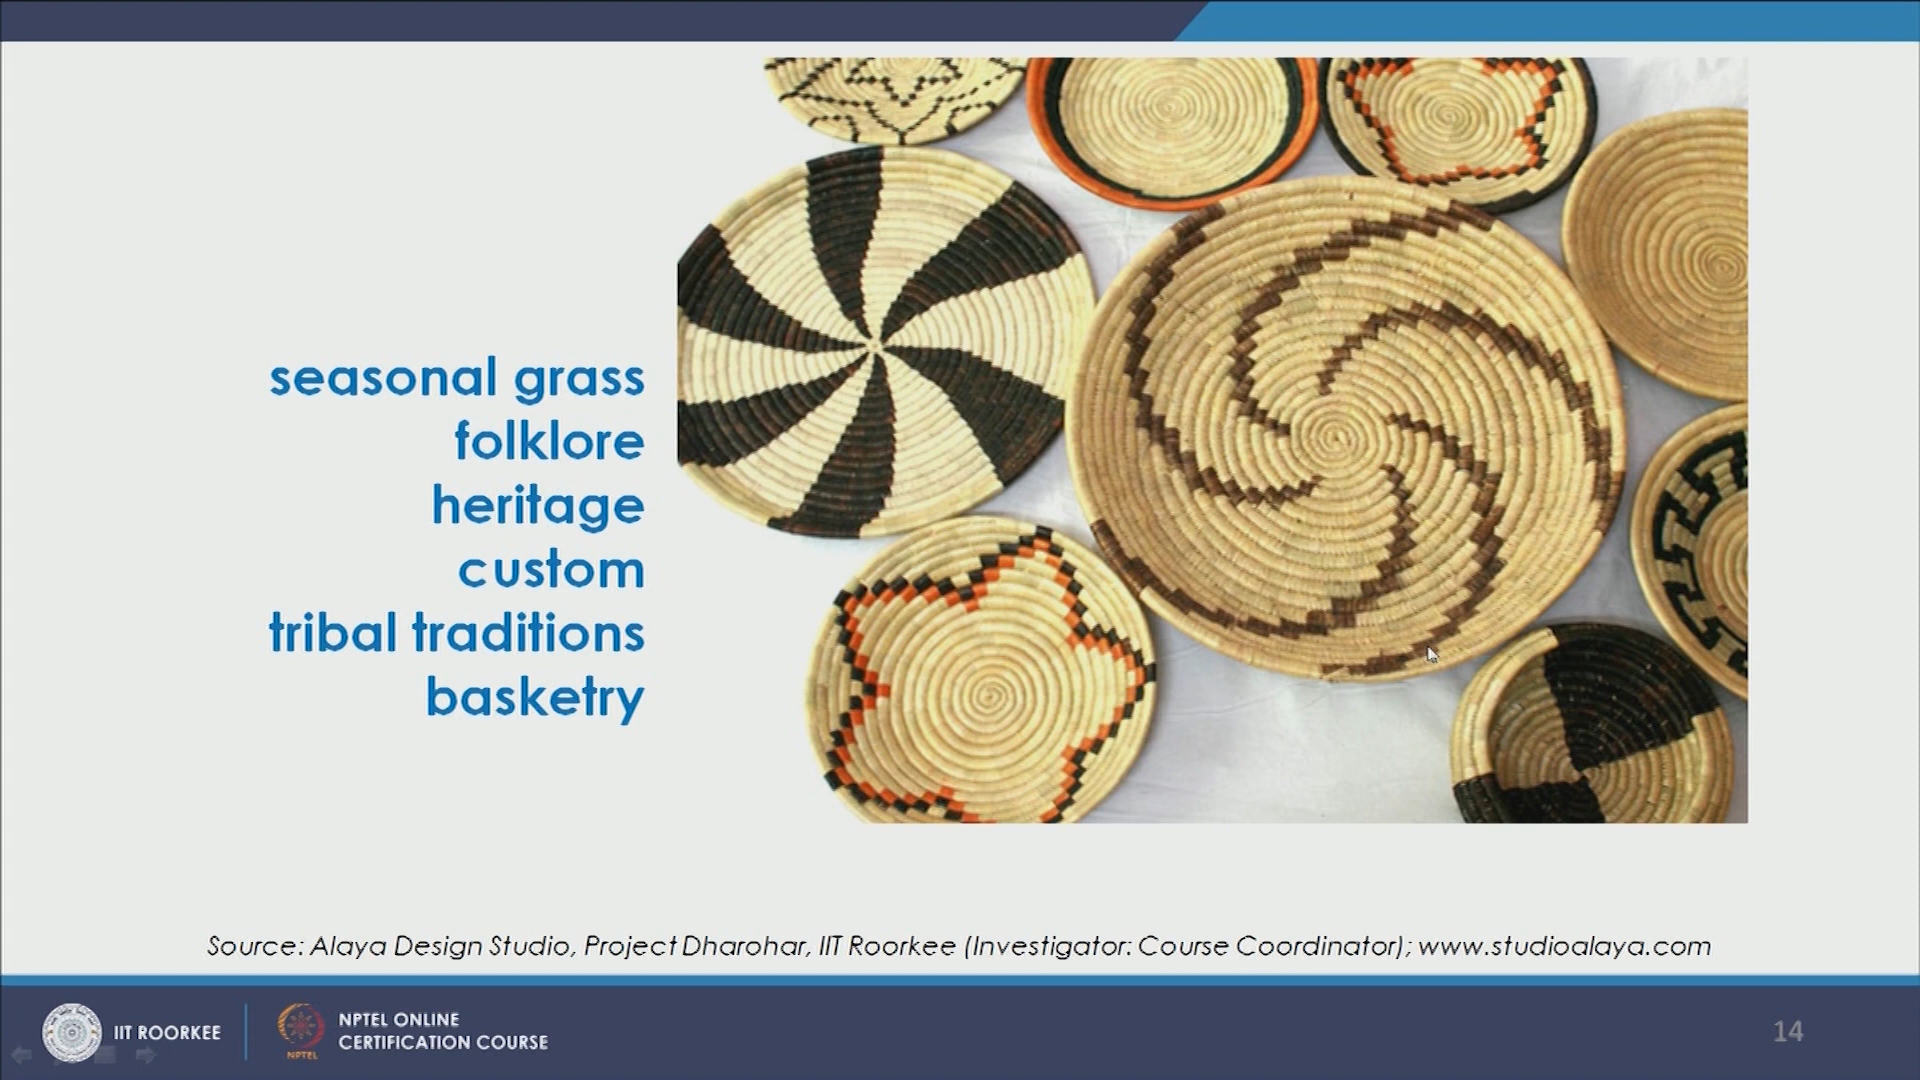 seasonal grass
folklore
heritage
custom
tribal traditions
basketry
Source: Alaya Design Studio, Project Dharohar, IIT Roorkee (Investigator: Course Coordinator); www.studioalaya.com
IIT ROORKEE
NPTEL
NPTEL ONLINE
CERTIFICATION COURSE
14